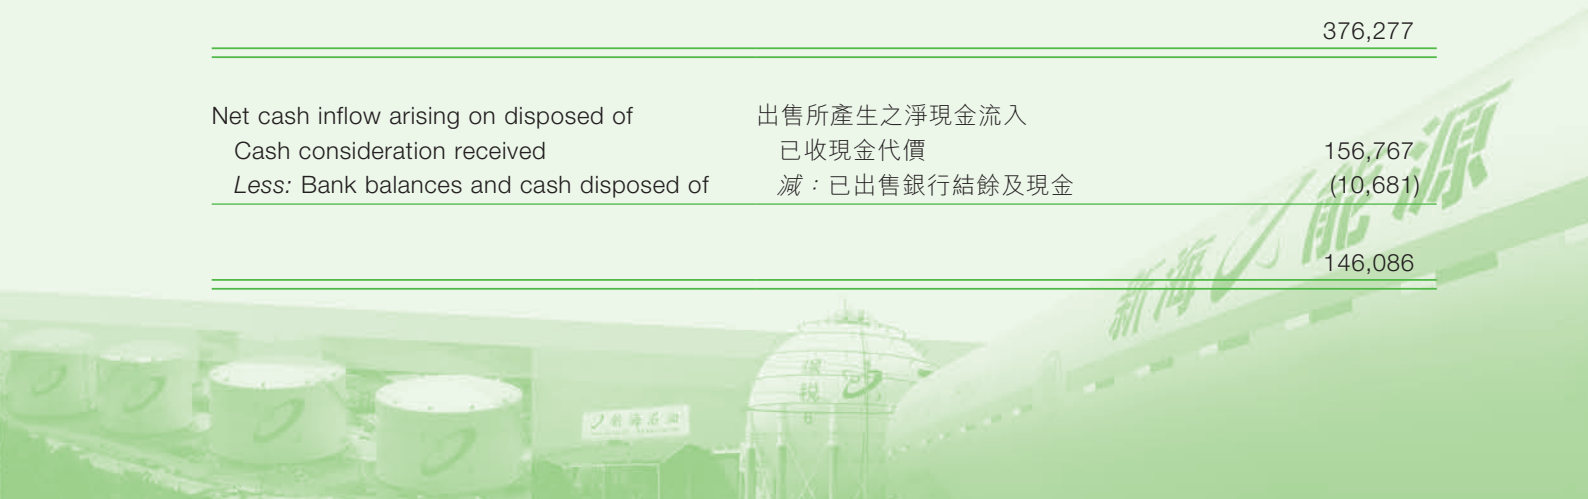 376,277
Net cash inflow arising on disposed of 出售所產生之淨現金流入
Cash consideration received 已收現金代價 156,767
Less: Bank balances and cash disposed of 減：已出售銀行結餘及現金 (10,681)
146,086
新海能源
保稅
新海石油